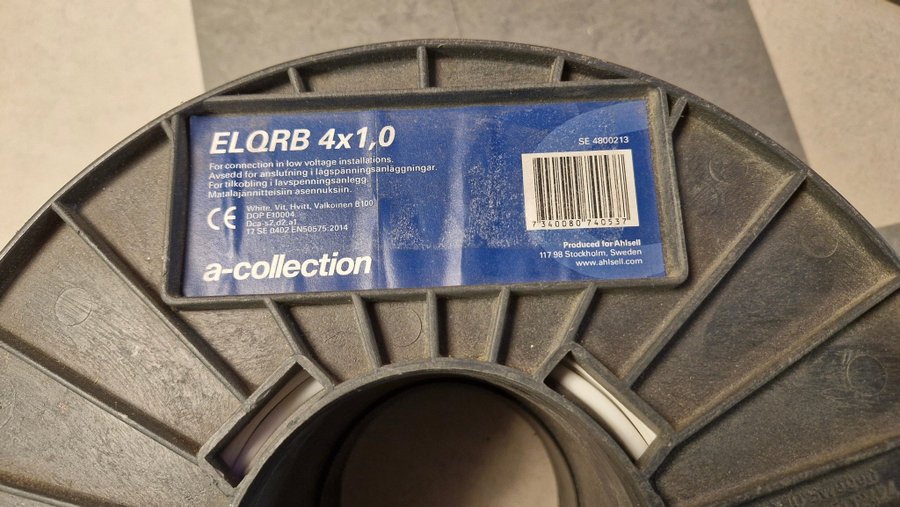 ELQRB 4x1,0
For connection in low voltage installations.
Avsedd för anslutning i lågspänningsanläggningar.
For tilkobling i lavspenningsanlegg.
Matalajännitteisiin asennuksiin.
White, Vit, Hvitt, Valkoinen B100
DOP E10004
Dca-s2,d2,a1
17 SE 0402 EN50575:2014
CE
a-collection
SE 4800213
7 340080 740537
Produced for Ahlsell
117 98 Stockholm, Sweden
www.ahlsell.com